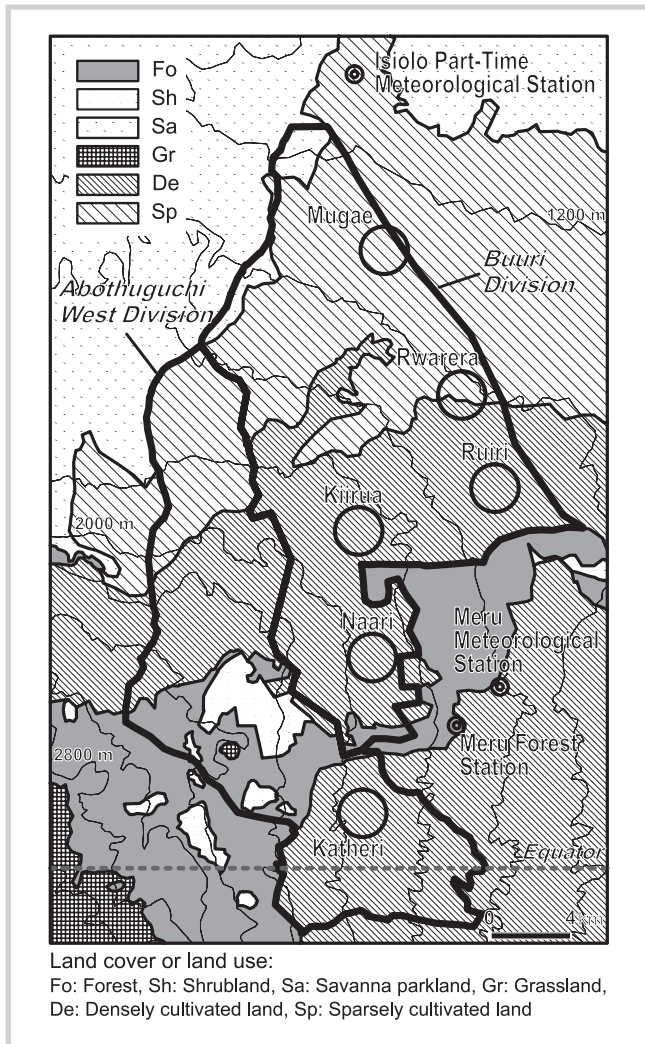 Fo
Sh
Sa
Gr
De
Sp
Isiolo Part-Time
Meteorological Station
1200 m
Mugae
Buuri
Division
Abothuguchi
West Division
Rwarera
Ruiri
Kiirua
2000 m
Naari
Meru
Meteorological
Station
2800 m
Meru Forest
Station
Katheri
Equator
0 4 km
Land cover or land use:
Fo: Forest, Sh: Shrubland, Sa: Savanna parkland, Gr: Grassland,
De: Densely cultivated land, Sp: Sparsely cultivated land